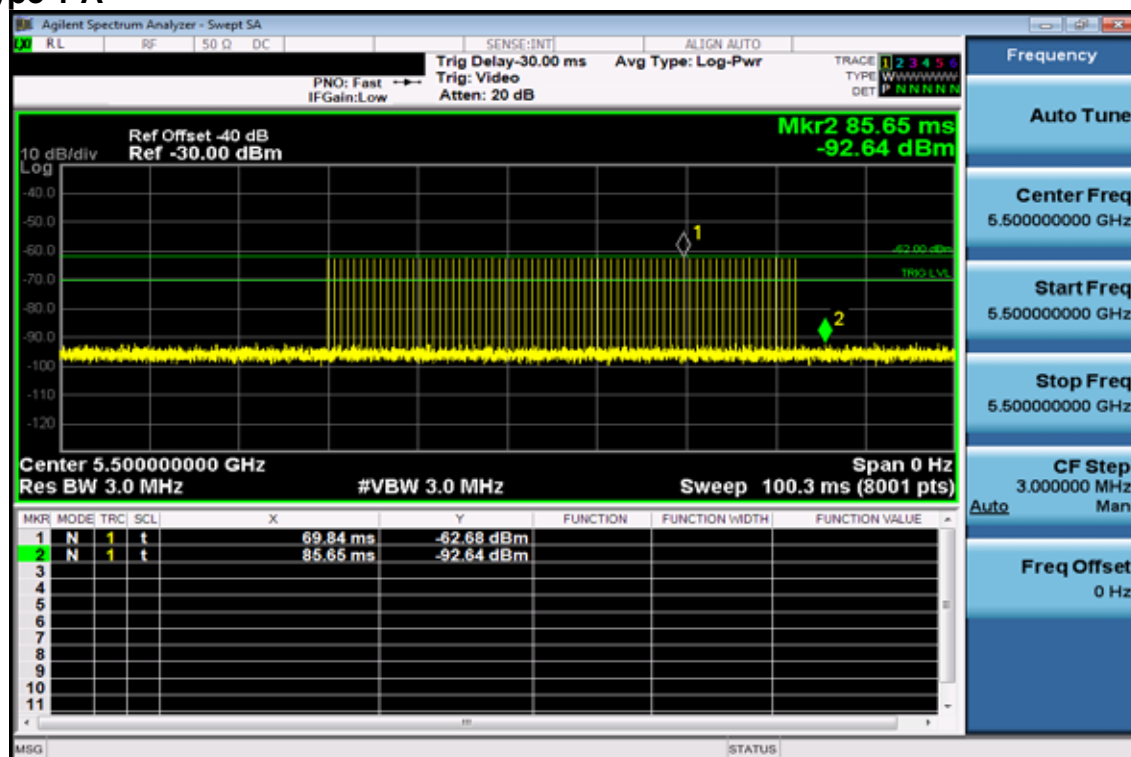 ype 1-A
Agilent Spectrum Analyzer - Swept SA
RL RF 50 Ω DC SENSE:INT ALIGN AUTO
Trig Delay-30.00 ms Avg Type: Log-Pwr TRACE 1 2 3 4 5 6
PNO: Fast Trig: Video TYPE WWWWWW
IFGain:Low Atten: 20 dB DET P N N N N N
Mkr2 85.65 ms
-92.64 dBm
Ref Offset -40 dB
10 dB/div Ref -30.00 dBm
Log
-40.0
-50.0
1
-60.0
-62.00 dBm
-70.0
TRIG LVL
-80.0
2
-90.0
-100
-110
-120
Center 5.500000000 GHz Span 0 Hz
Res BW 3.0 MHz #VBW 3.0 MHz Sweep 100.3 ms (8001 pts)
MKR MODE TRC SCL X Y FUNCTION FUNCTION WIDTH FUNCTION VALUE
1 N 1 t 69.84 ms -62.68 dBm
2 N 1 t 85.65 ms -92.64 dBm
3
4
5
6
7
8
9
10
11
MSG STATUS
Frequency
Auto Tune
Center Freq
5.500000000 GHz
Start Freq
5.500000000 GHz
Stop Freq
5.500000000 GHz
CF Step
3.000000 MHz
Auto Man
Freq Offset
0 Hz